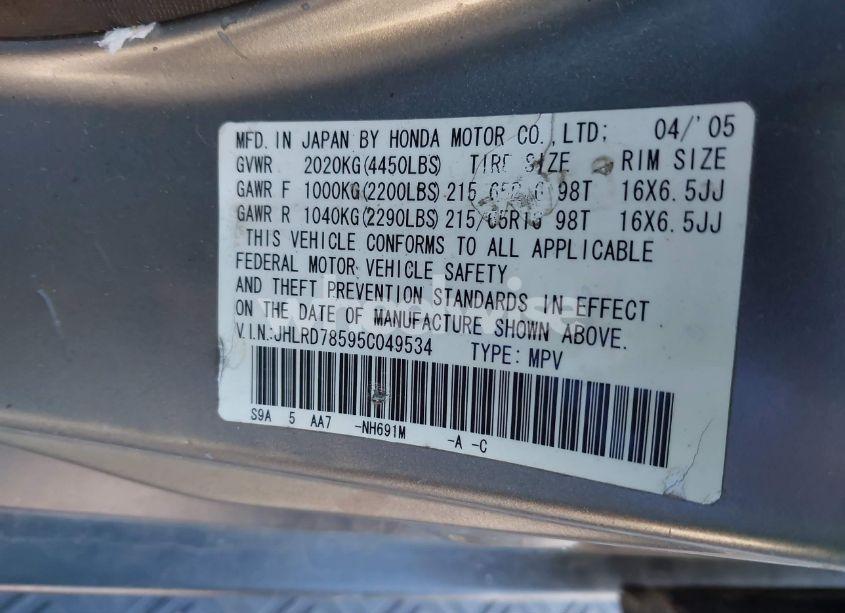 MFD. IN JAPAN BY HONDA MOTOR CO., LTD; 04/'05
GVWR 2020KG(4450LBS) TIRE SIZE RIM SIZE
GAWR F 1000KG(2200LBS) 215 98T 16X6.5JJ
GAWR R 1040KG(2290LBS) 215/65R16 98T 16X6.5JJ
THIS VEHICLE CONFORMS TO ALL APPLICABLE
FEDERAL MOTOR VEHICLE SAFETY
AND THEFT PREVENTION STANDARDS IN EFFECT
ON THE DATE OF MANUFACTURE SHOWN ABOVE.
V.I.N.:JHLRD78595C049534 TYPE: MPV
S9A 5 AA7 -NH691M -A -C